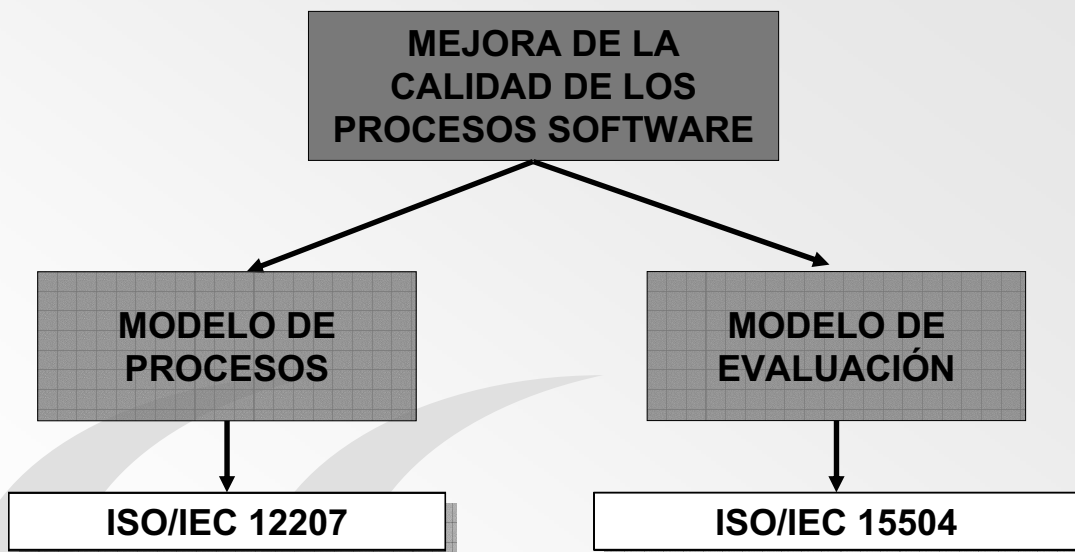 MEJORA DE LA
CALIDAD DE LOS
PROCESOS SOFTWARE
MODELO DE
PROCESOS
MODELO DE
EVALUACIÓN
ISO/IEC 12207
ISO/IEC 15504